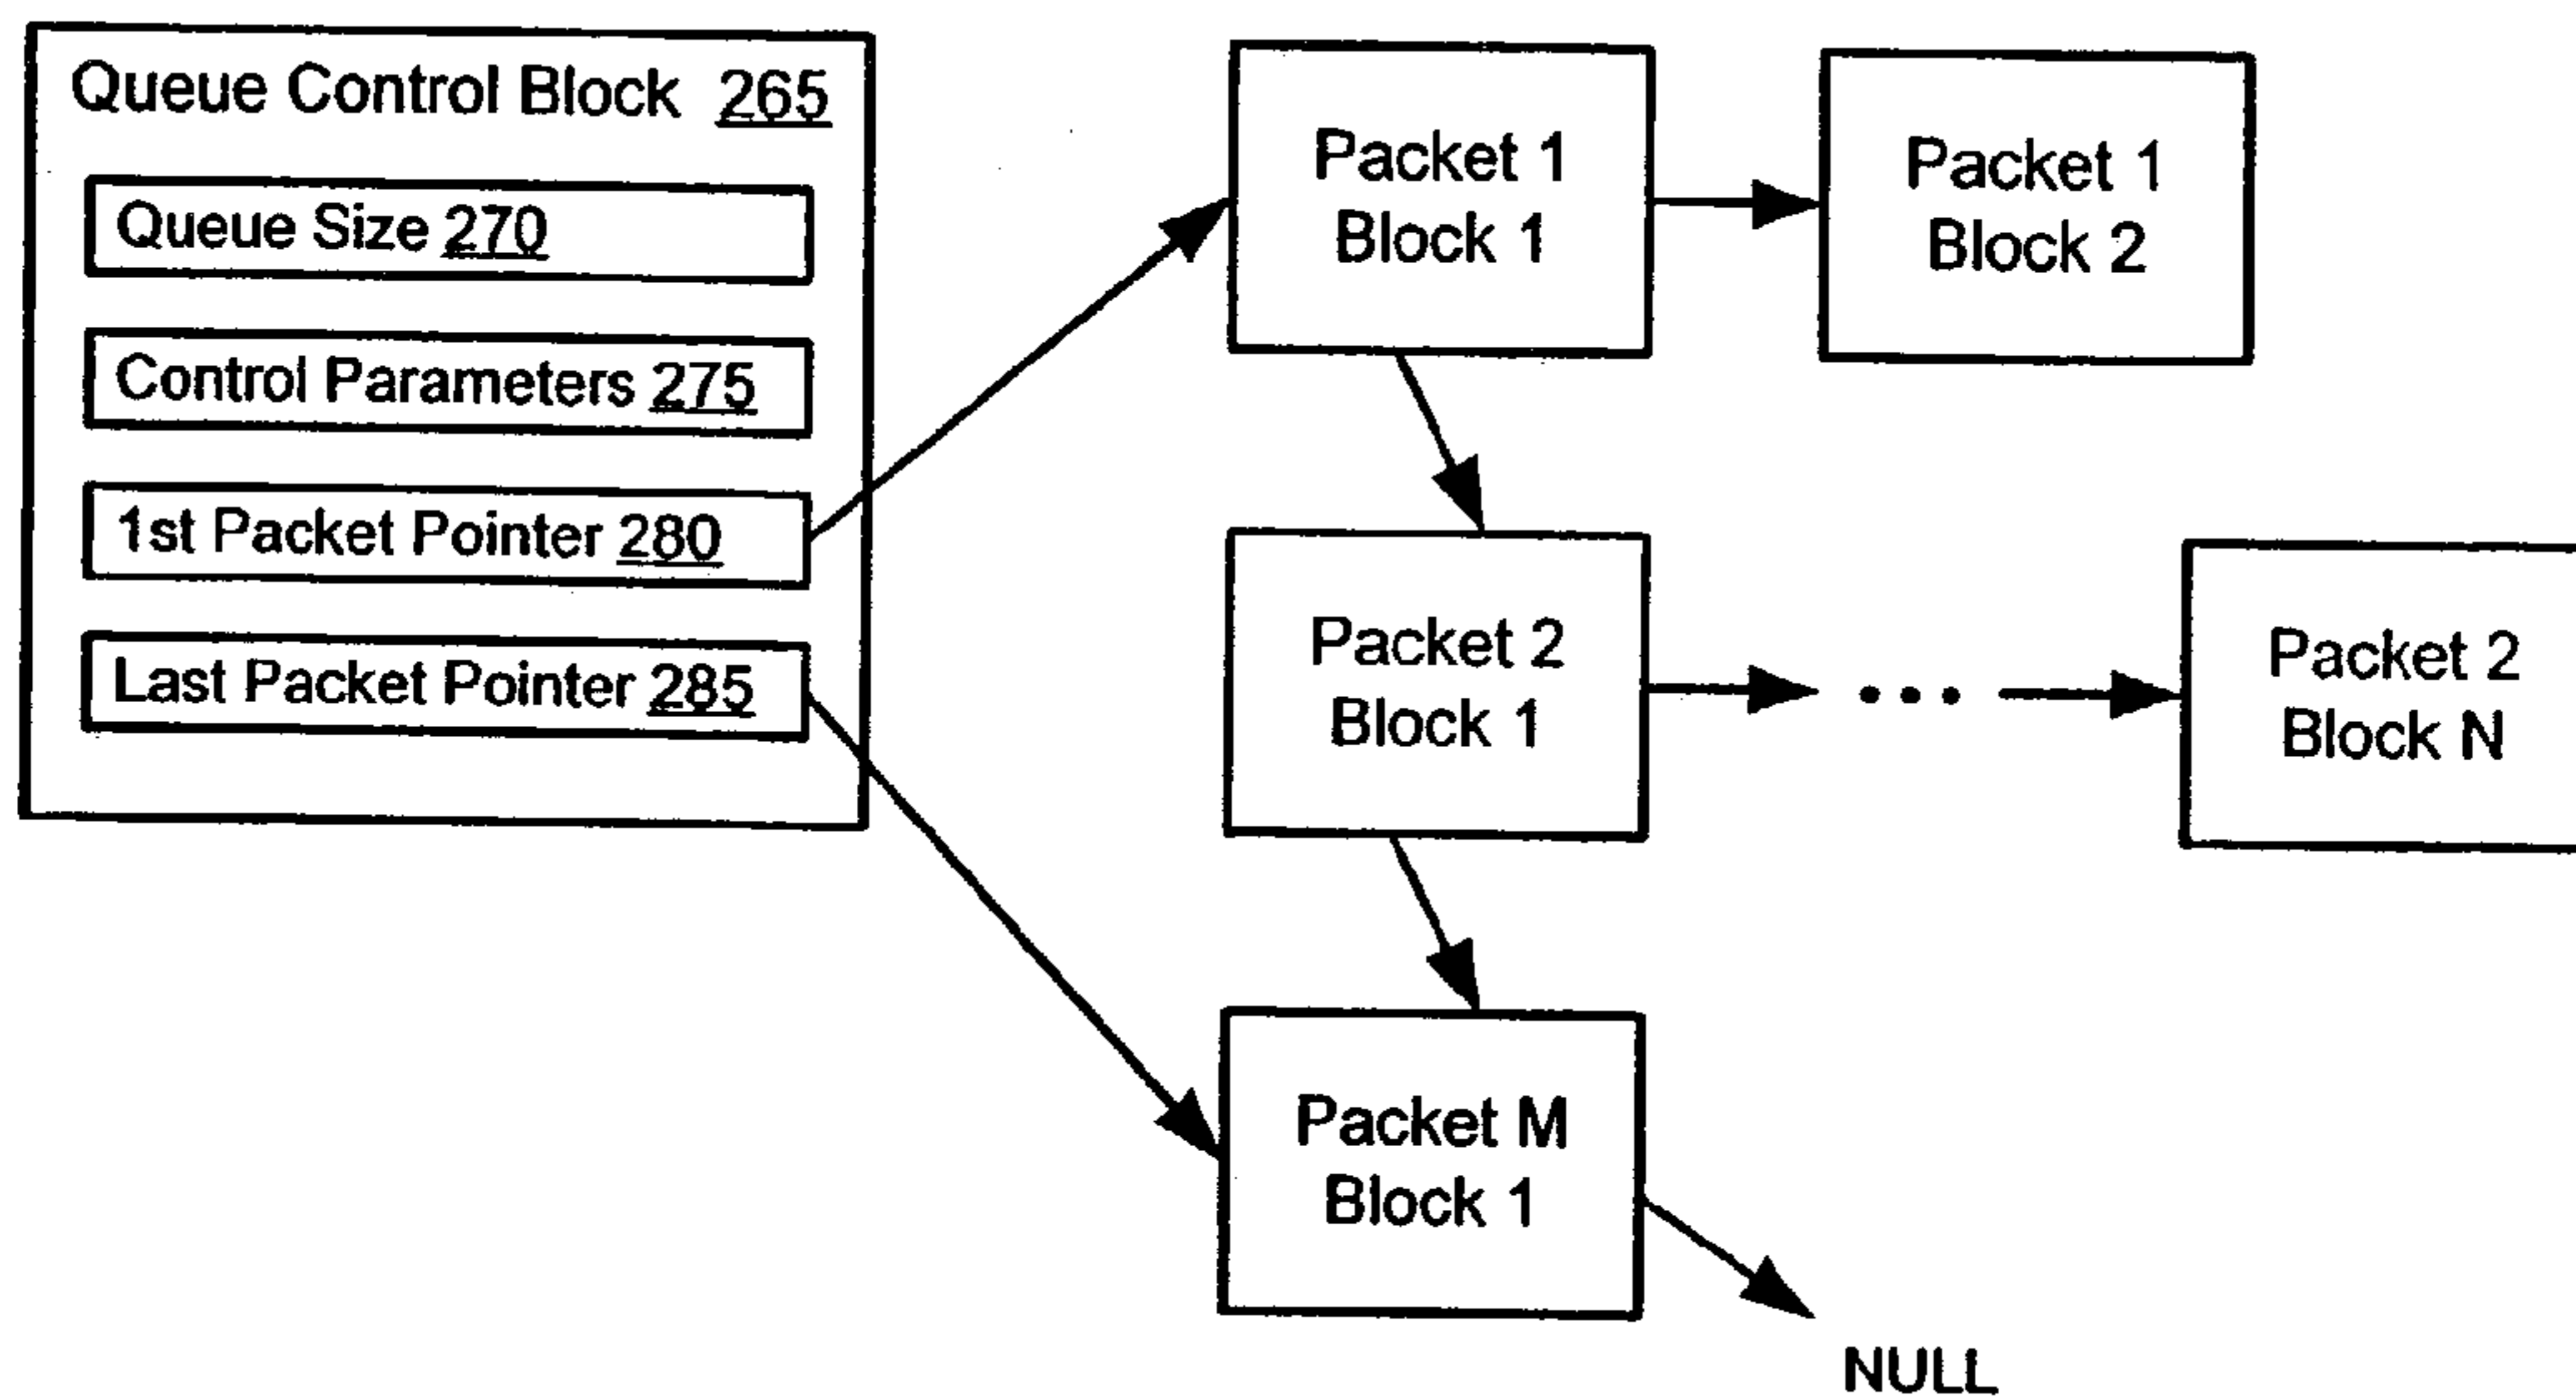 Queue Control Block 265
Queue Size 270
Control Parameters 275
1st Packet Pointer 280
Last Packet Pointer 285
Packet 1
Block 1
Packet 1
Block 2
Packet 2
Block 1
• • •
Packet 2
Block N
Packet M
Block 1
NULL